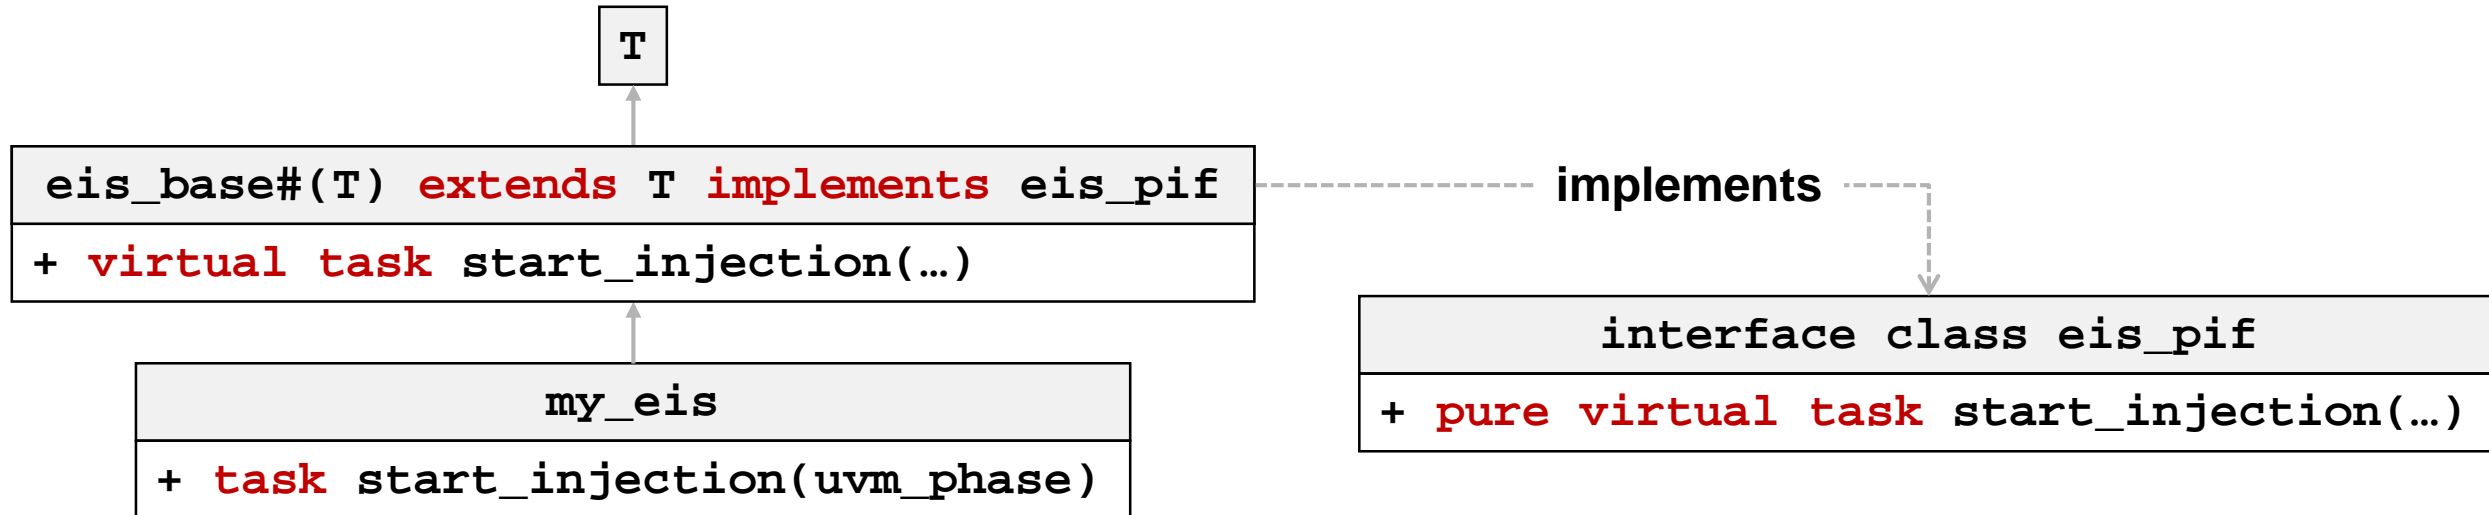 T
eis_base#(T) extends T implements eis_pif
+ virtual task start_injection(…)
implements
my_eis
+ task start_injection(uvm_phase)
interface class eis_pif
+ pure virtual task start_injection(…)